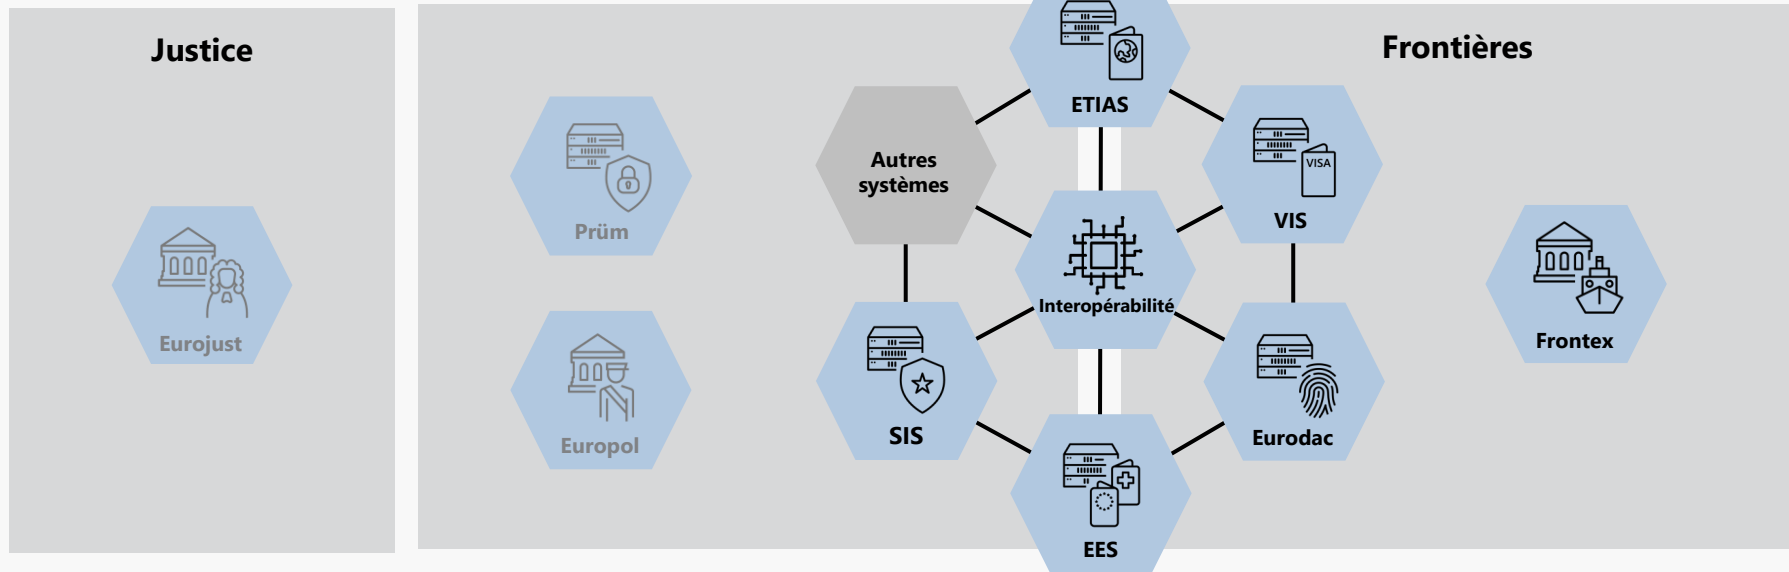 Justice
Frontières
ETIAS
Autres
systèmes
VISA
VIS
Prüm
Interopérabilité
Eurojust
Frontex
Europol
SIS
Eurodac
EES